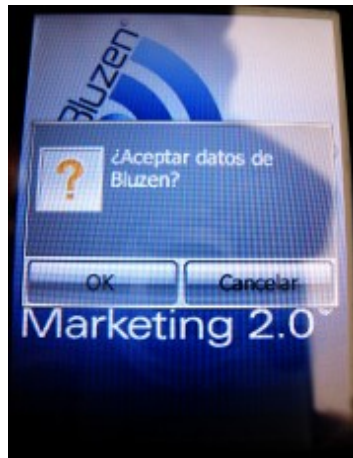 Bluzen®
¿Aceptar datos de
Bluzen?
?
OK
Cancelar
Marketing 2.0